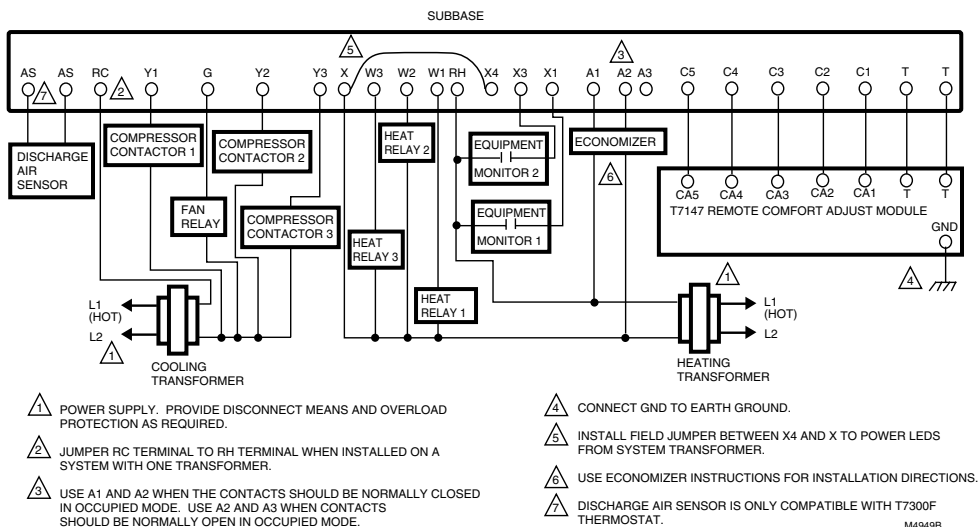 SUBBASE
5
3
AS AS RC Y1 G Y2 Y3 X W3 W2 W1 RH X4 X3 X1 A1 A2 A3 C5 C4 C3 C2 C1 T T
7
2
DISCHARGE
AIR
SENSOR
COMPRESSOR
CONTACTOR 1
COMPRESSOR
CONTACTOR 2
HEAT
RELAY 2
EQUIPMENT
MONITOR 2
ECONOMIZER
6
FAN
RELAY
COMPRESSOR
CONTACTOR 3
HEAT
RELAY 3
EQUIPMENT
MONITOR 1
HEAT
RELAY 1
CA5 CA4 CA3 CA2 CA1 T T
T7147 REMOTE COMFORT ADJUST MODULE
GND
4
1
L1
(HOT)
L2
1
COOLING
TRANSFORMER
L1
(HOT)
L2
HEATING
TRANSFORMER
1 POWER SUPPLY. PROVIDE DISCONNECT MEANS AND OVERLOAD
PROTECTION AS REQUIRED.
2 JUMPER RC TERMINAL TO RH TERMINAL WHEN INSTALLED ON A
SYSTEM WITH ONE TRANSFORMER.
3 USE A1 AND A2 WHEN THE CONTACTS SHOULD BE NORMALLY CLOSED
IN OCCUPIED MODE. USE A2 AND A3 WHEN CONTACTS
SHOULD BE NORMALLY OPEN IN OCCUPIED MODE.
4 CONNECT GND TO EARTH GROUND.
5 INSTALL FIELD JUMPER BETWEEN X4 AND X TO POWER LEDS
FROM SYSTEM TRANSFORMER.
6 USE ECONOMIZER INSTRUCTIONS FOR INSTALLATION DIRECTIONS.
7 DISCHARGE AIR SENSOR IS ONLY COMPATIBLE WITH T7300F
THERMOSTAT.
M4949B